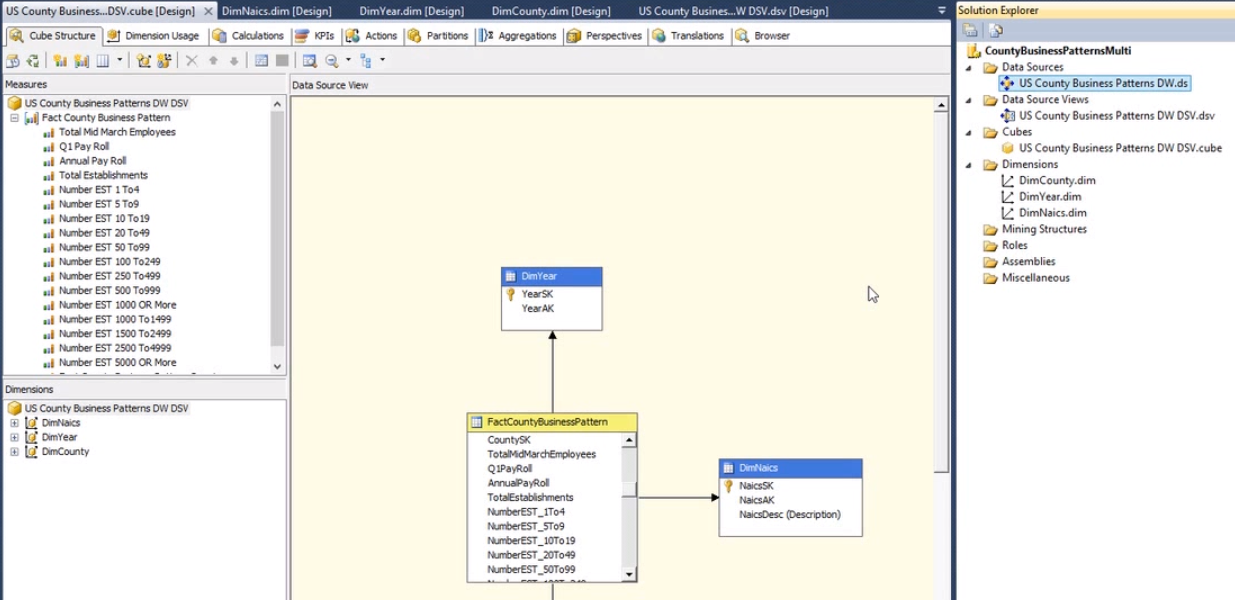 US County Business...DSV.cube [Design]
DimNaics.dim [Design]
DimYear.dim [Design]
DimCounty.dim [Design]
US County Busines...W DSV.dsv [Design]
Cube Structure
Dimension Usage
Calculations
KPIs
Actions
Partitions
Aggregations
Perspectives
Translations
Browser
Measures
US County Business Patterns DW DSV
Fact County Business Pattern
Total Mid March Employees
Q1 Pay Roll
Annual Pay Roll
Total Establishments
Number EST 1 To4
Number EST 5 To9
Number EST 10 To19
Number EST 20 To49
Number EST 50 To99
Number EST 100 To249
Number EST 250 To499
Number EST 500 To999
Number EST 1000 OR More
Number EST 1000 To1499
Number EST 1500 To2499
Number EST 2500 To4999
Number EST 5000 OR More
Dimensions
US County Business Patterns DW DSV
DimNaics
DimYear
DimCounty
Data Source View
DimYear
YearSK
YearAK
FactCountyBusinessPattern
CountySK
TotalMidMarchEmployees
Q1PayRoll
AnnualPayRoll
TotalEstablishments
NumberEST_1To4
NumberEST_5To9
NumberEST_10To19
NumberEST_20To49
NumberEST_50To99
DimNaics
NaicsSK
NaicsAK
NaicsDesc (Description)
Solution Explorer
CountyBusinessPatternsMulti
Data Sources
US County Business Patterns DW.ds
Data Source Views
US County Business Patterns DW DSV.dsv
Cubes
US County Business Patterns DW DSV.cube
Dimensions
DimCounty.dim
DimYear.dim
DimNaics.dim
Mining Structures
Roles
Assemblies
Miscellaneous